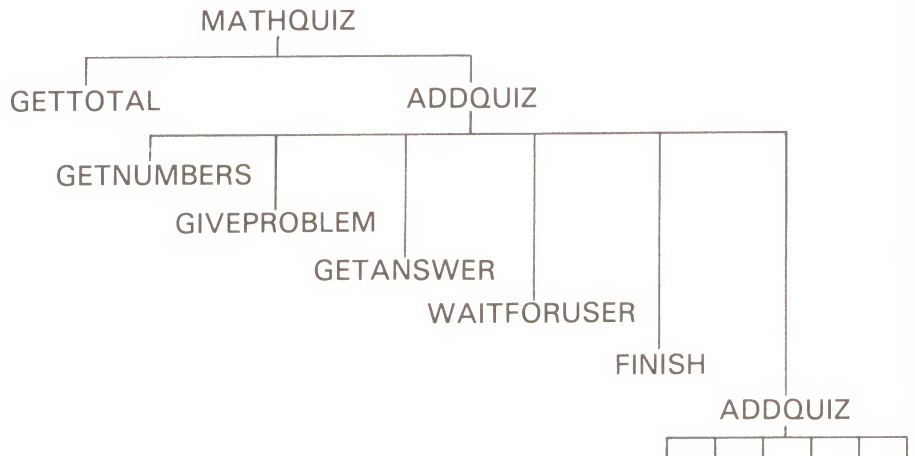 MATHQUIZ
GETTOTAL
ADDQUIZ
GETNUMBERS
GIVEPROBLEM
GETANSWER
WAITFORUSER
FINISH
ADDQUIZ